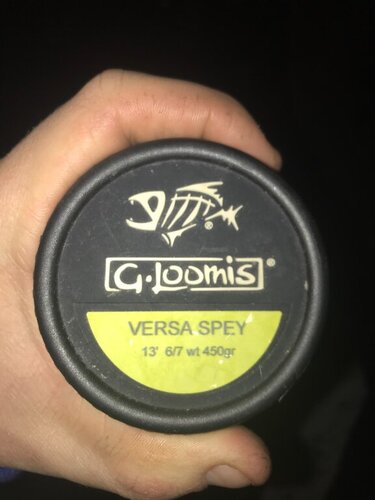 G.Loomis®
VERSA SPEY
13' 6/7 wt 450gr